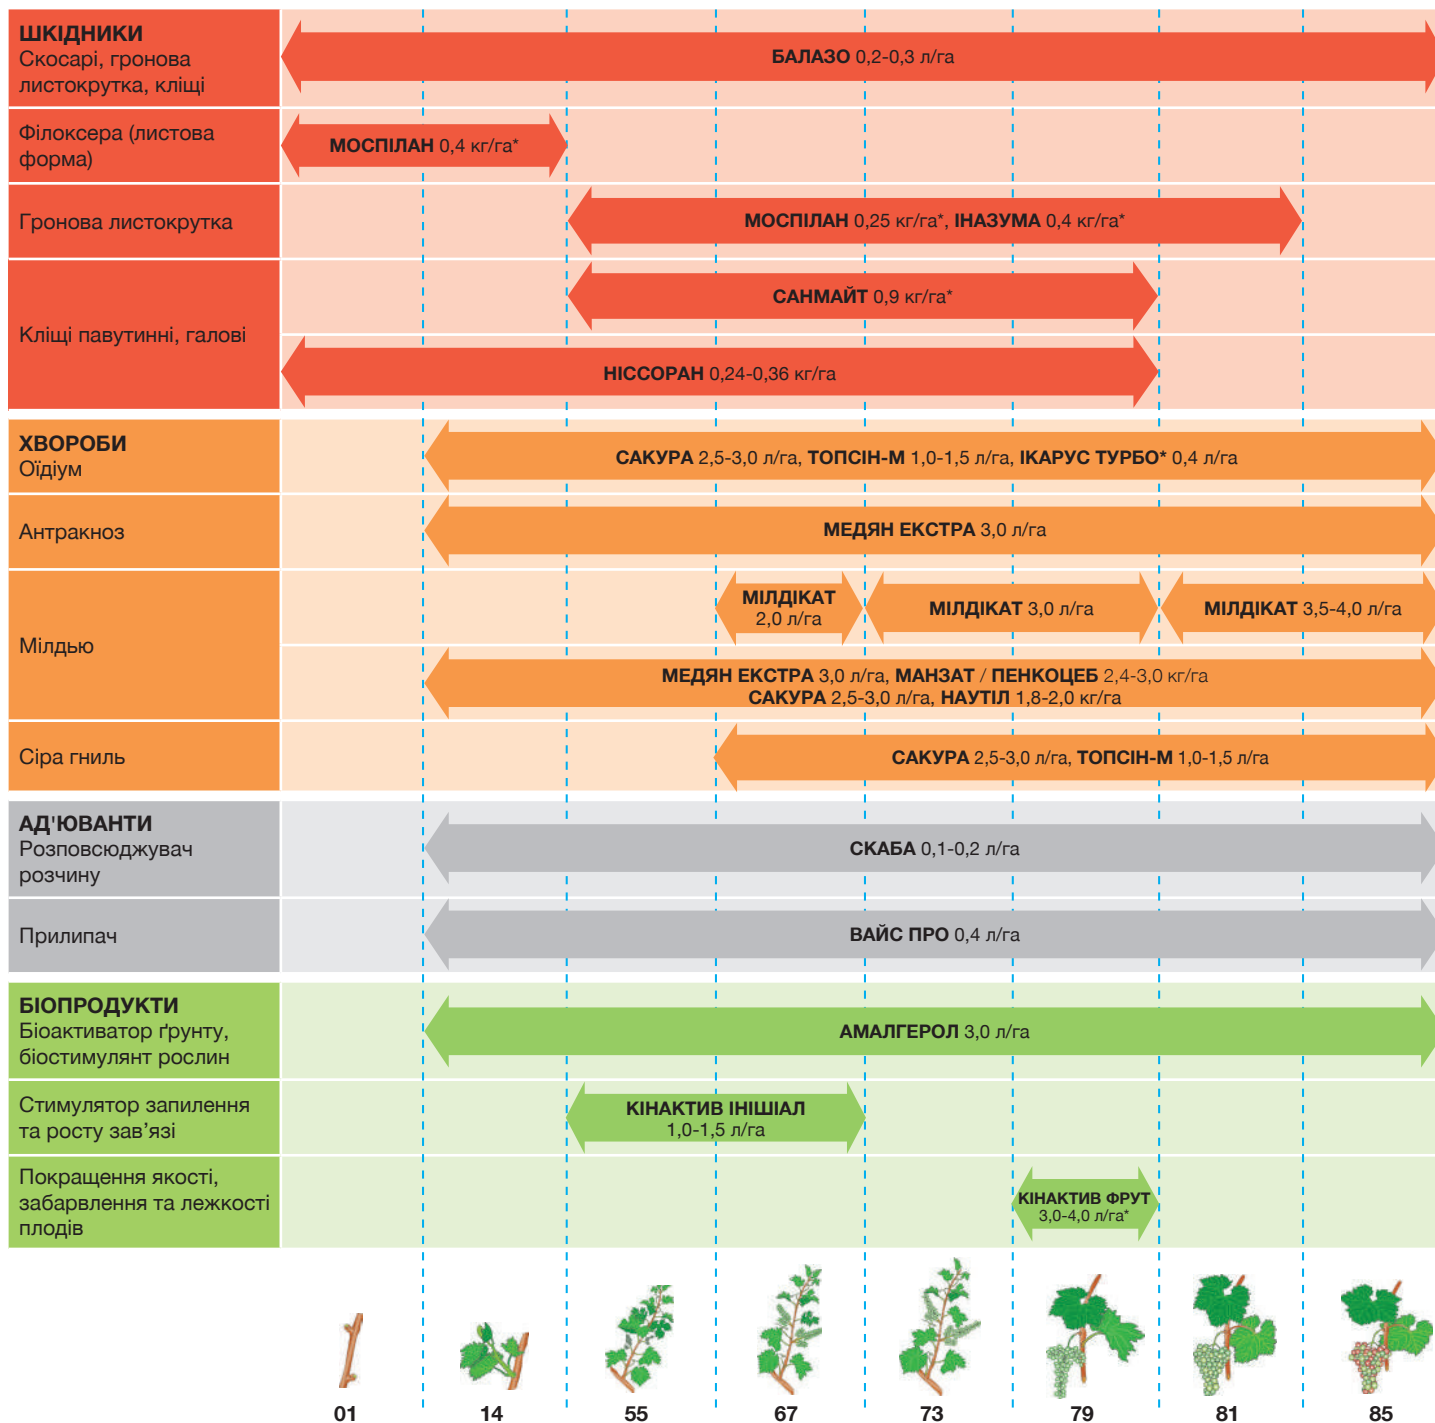 ШКІДНИКИ
Скосарі, гронова
листокрутка, кліщі
БАЛАЗО 0,2-0,3 л/га
Філоксера (листова
форма)
МОСПІЛАН 0,4 кг/га*
Гронова листокрутка
МОСПІЛАН 0,25 кг/га*, ІНАЗУМА 0,4 кг/га*
Кліщі павутинні, галові
САНМАЙТ 0,9 кг/га*
НІССОРАН 0,24-0,36 кг/га
ХВОРОБИ
Оїдіум
САКУРА 2,5-3,0 л/га, ТОПСІН-М 1,0-1,5 л/га, ІКАРУС ТУРБО* 0,4 л/га
Антракноз
МЕДЯН ЕКСТРА 3,0 л/га
Мілдью
МІЛДІКАТ
2,0 л/га
МІЛДІКАТ 3,0 л/га
МІЛДІКАТ 3,5-4,0 л/га
МЕДЯН ЕКСТРА 3,0 л/га, МАНЗАТ / ПЕНКОЦЕБ 2,4-3,0 кг/га
САКУРА 2,5-3,0 л/га, НАУТІЛ 1,8-2,0 кг/га
Сіра гниль
САКУРА 2,5-3,0 л/га, ТОПСІН-М 1,0-1,5 л/га
АД'ЮВАНТИ
Розповсюджувач
розчину
СКАБА 0,1-0,2 л/га
Прилипач
ВАЙС ПРО 0,4 л/га
БІОПРОДУКТИ
Біоактиватор ґрунту,
біостимулянт рослин
АМАЛГЕРОЛ 3,0 л/га
Стимулятор запилення
та росту зав’язі
КІНАКТИВ ІНІШІАЛ
1,0-1,5 л/га
Покращення якості,
забарвлення та лежкості
плодів
КІНАКТИВ ФРУТ
3,0-4,0 л/га*
01 14 55 67 73 79 81 85